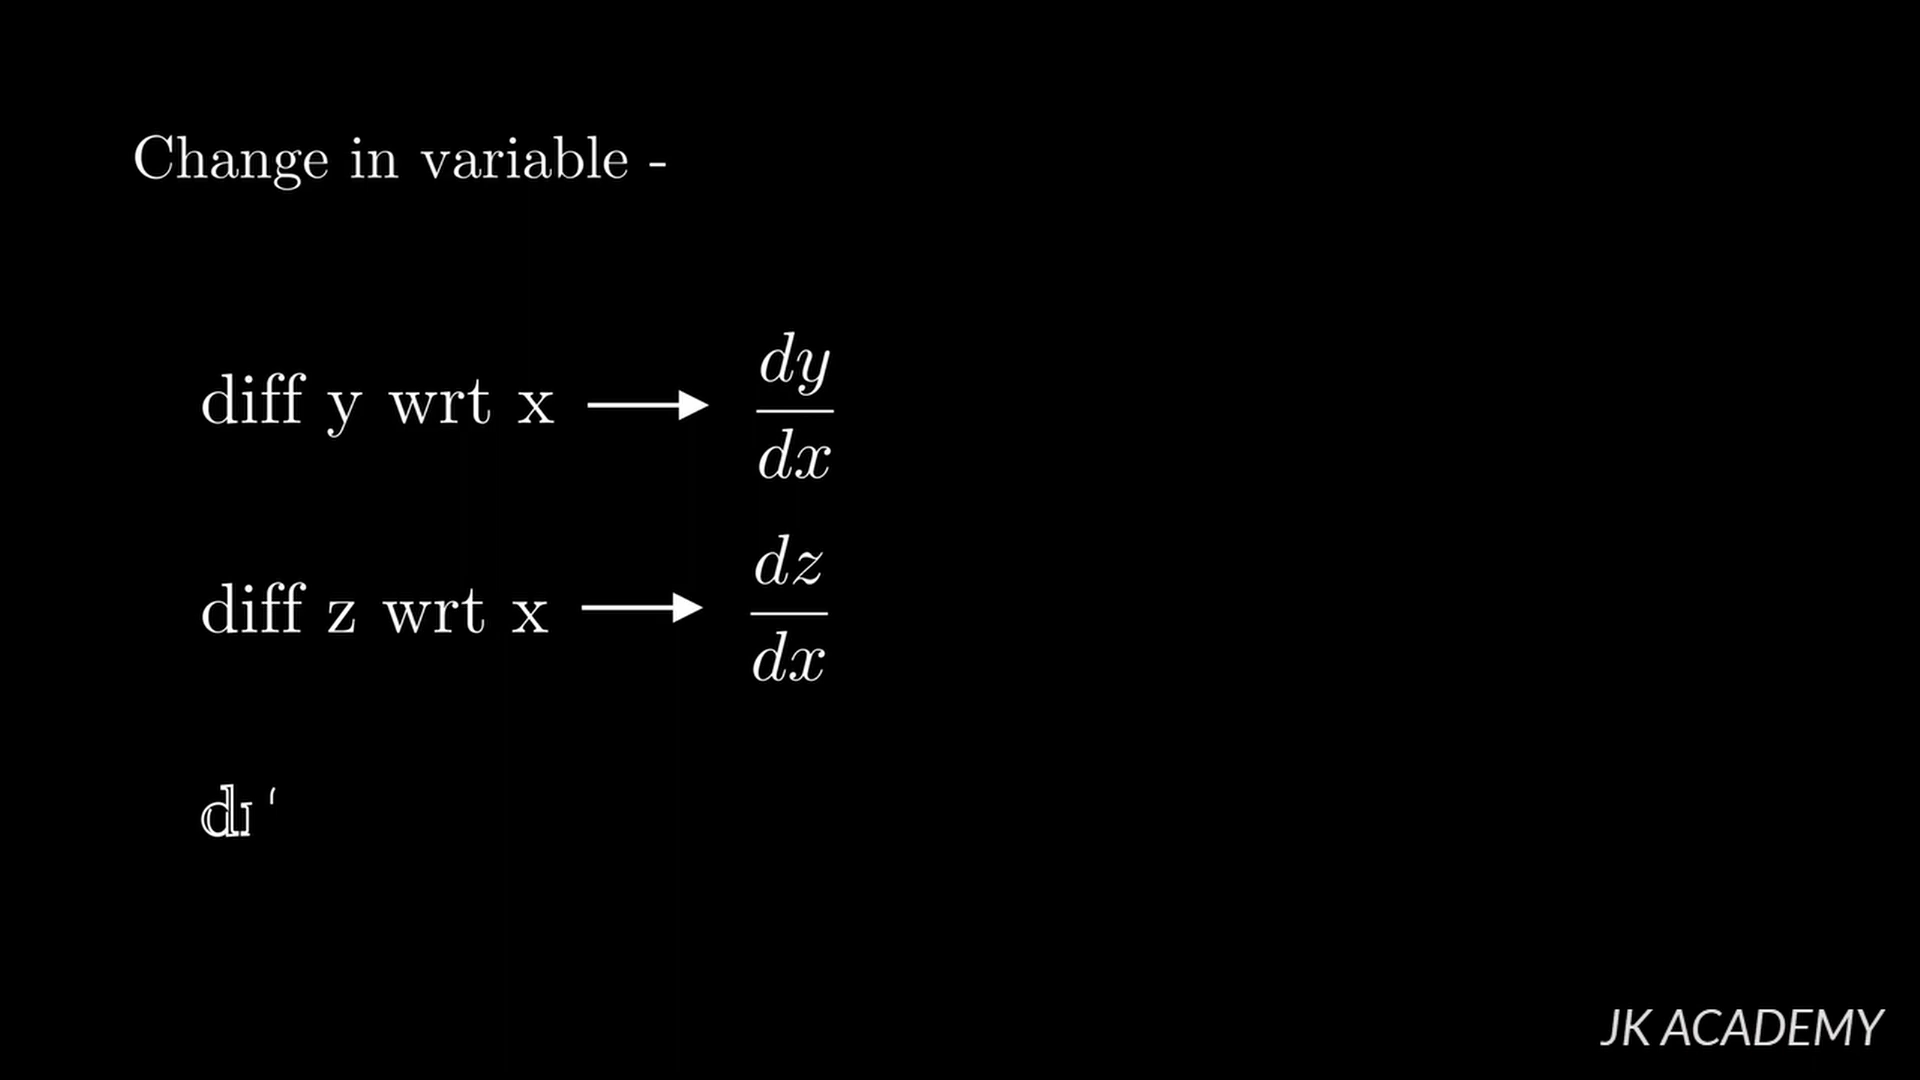 Change in variable -
diff y wrt x ⟶ dy/dx
diff z wrt x ⟶ dz/dx
JK ACADEMY